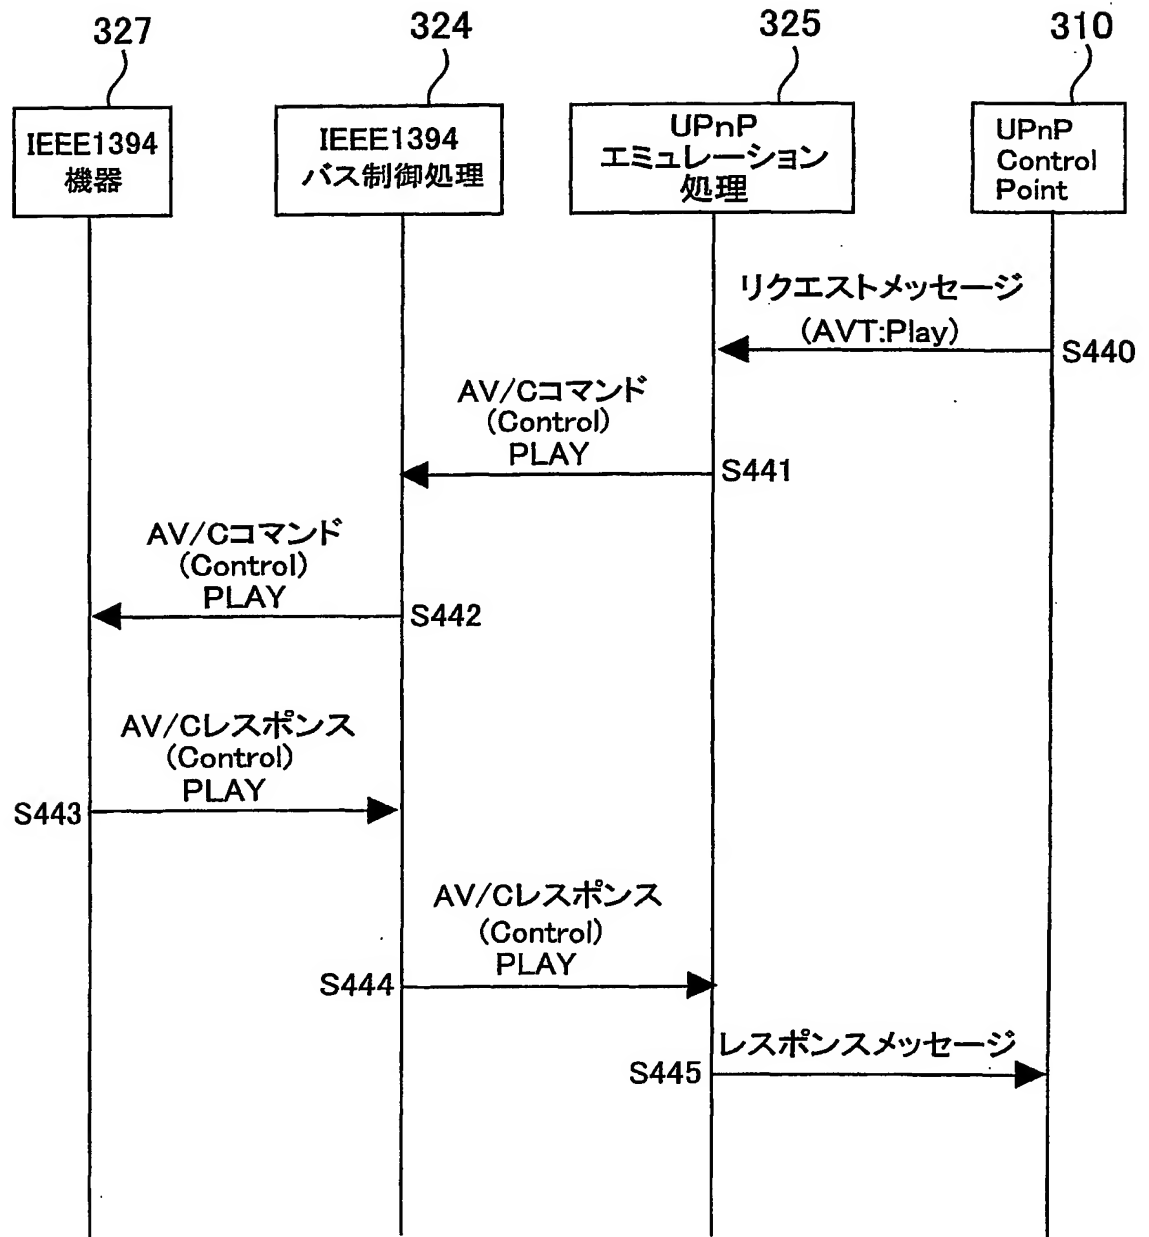 327
324
325
310
IEEE1394
機器
IEEE1394
バス制御処理
UPnP
エミュレーション
処理
UPnP
Control
Point
リクエストメッセージ
(AVT:Play)
S440
AV/Cコマンド
(Control)
PLAY
S441
AV/Cコマンド
(Control)
PLAY
S442
AV/Cレスポンス
(Control)
PLAY
S443
AV/Cレスポンス
(Control)
PLAY
S444
レスポンスメッセージ
S445